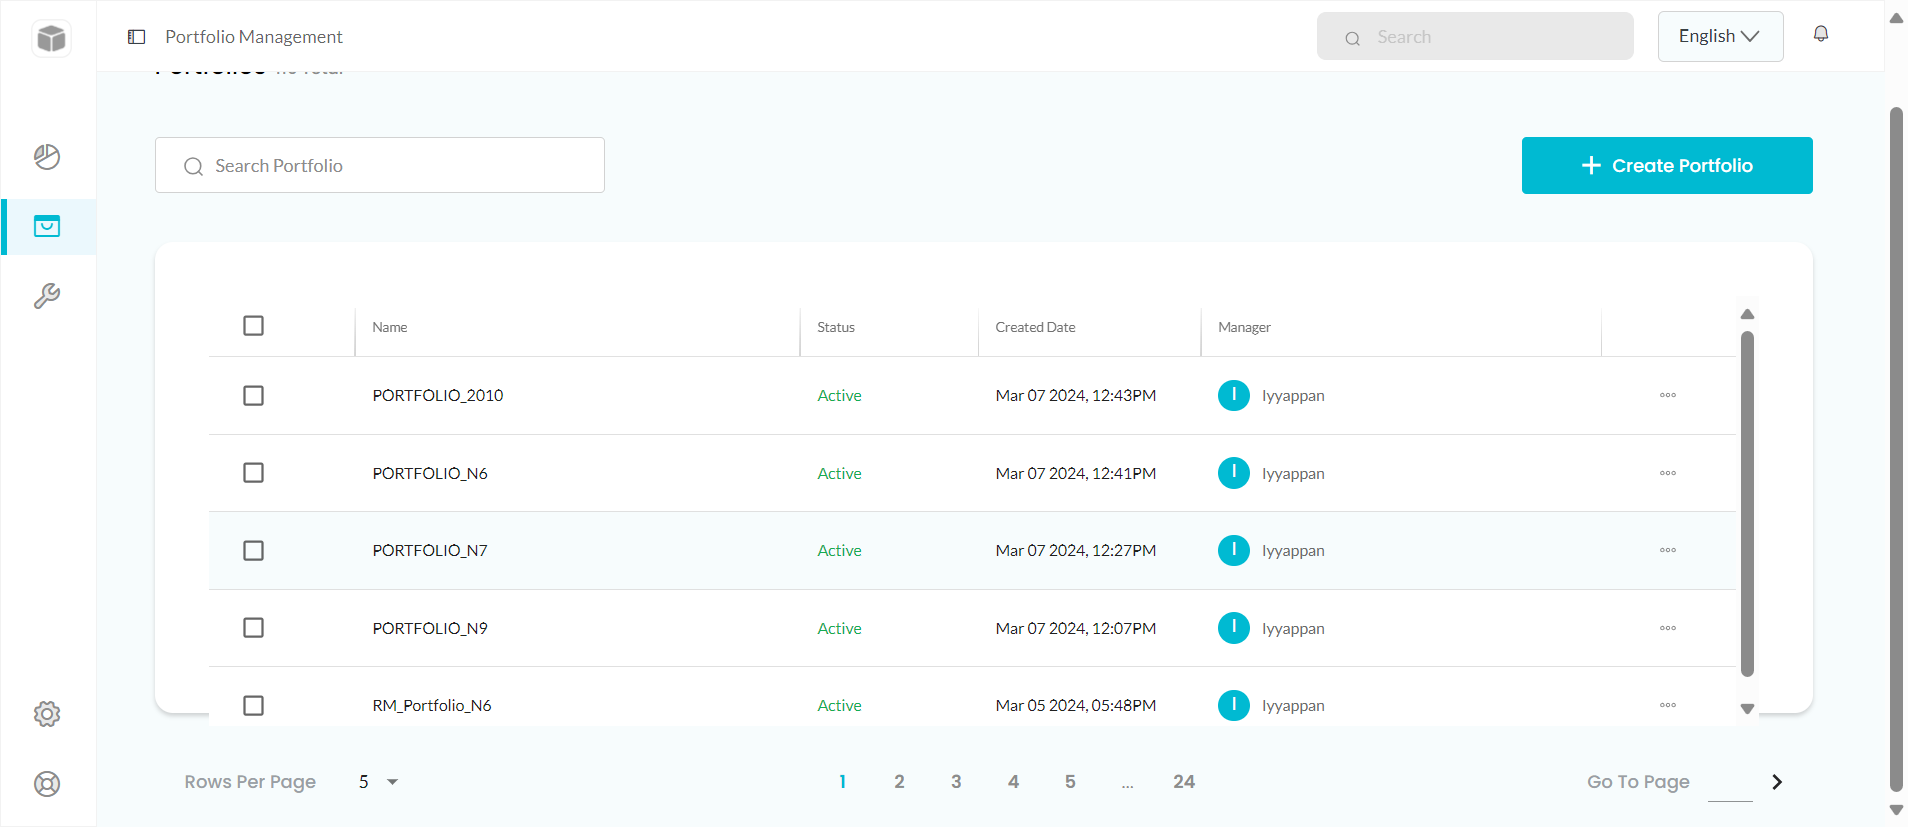 Portfolio Management
Search
English
Portfolios
Search Portfolio
Create Portfolio
Name Status Created Date Manager
PORTFOLIO_2010 Active Mar 07 2024, 12:43PM I Iyyappan
PORTFOLIO_N6 Active Mar 07 2024, 12:41PM I Iyyappan
PORTFOLIO_N7 Active Mar 07 2024, 12:27PM I Iyyappan
PORTFOLIO_N9 Active Mar 07 2024, 12:07PM I Iyyappan
RM_Portfolio_N6 Active Mar 05 2024, 05:48PM I Iyyappan
Rows Per Page 5 1 2 3 4 5 ... 24 Go To Page